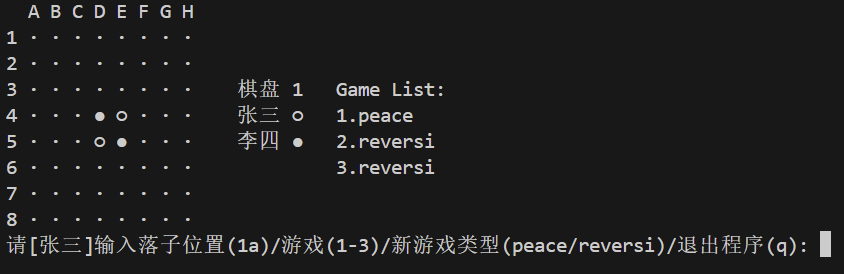 A B C D E F G H
1 · · · · · · · ·
2 · · · · · · · ·
3 · · · · · · · · 棋盘 1 Game List:
4 · · · ● ○ · · · 张三 ○ 1.peace
5 · · · ○ ● · · · 李四 ● 2.reversi
6 · · · · · · · · 3.reversi
7 · · · · · · · ·
8 · · · · · · · ·
请[张三]输入落子位置(1a)/游戏(1-3)/新游戏类型(peace/reversi)/退出程序(q):